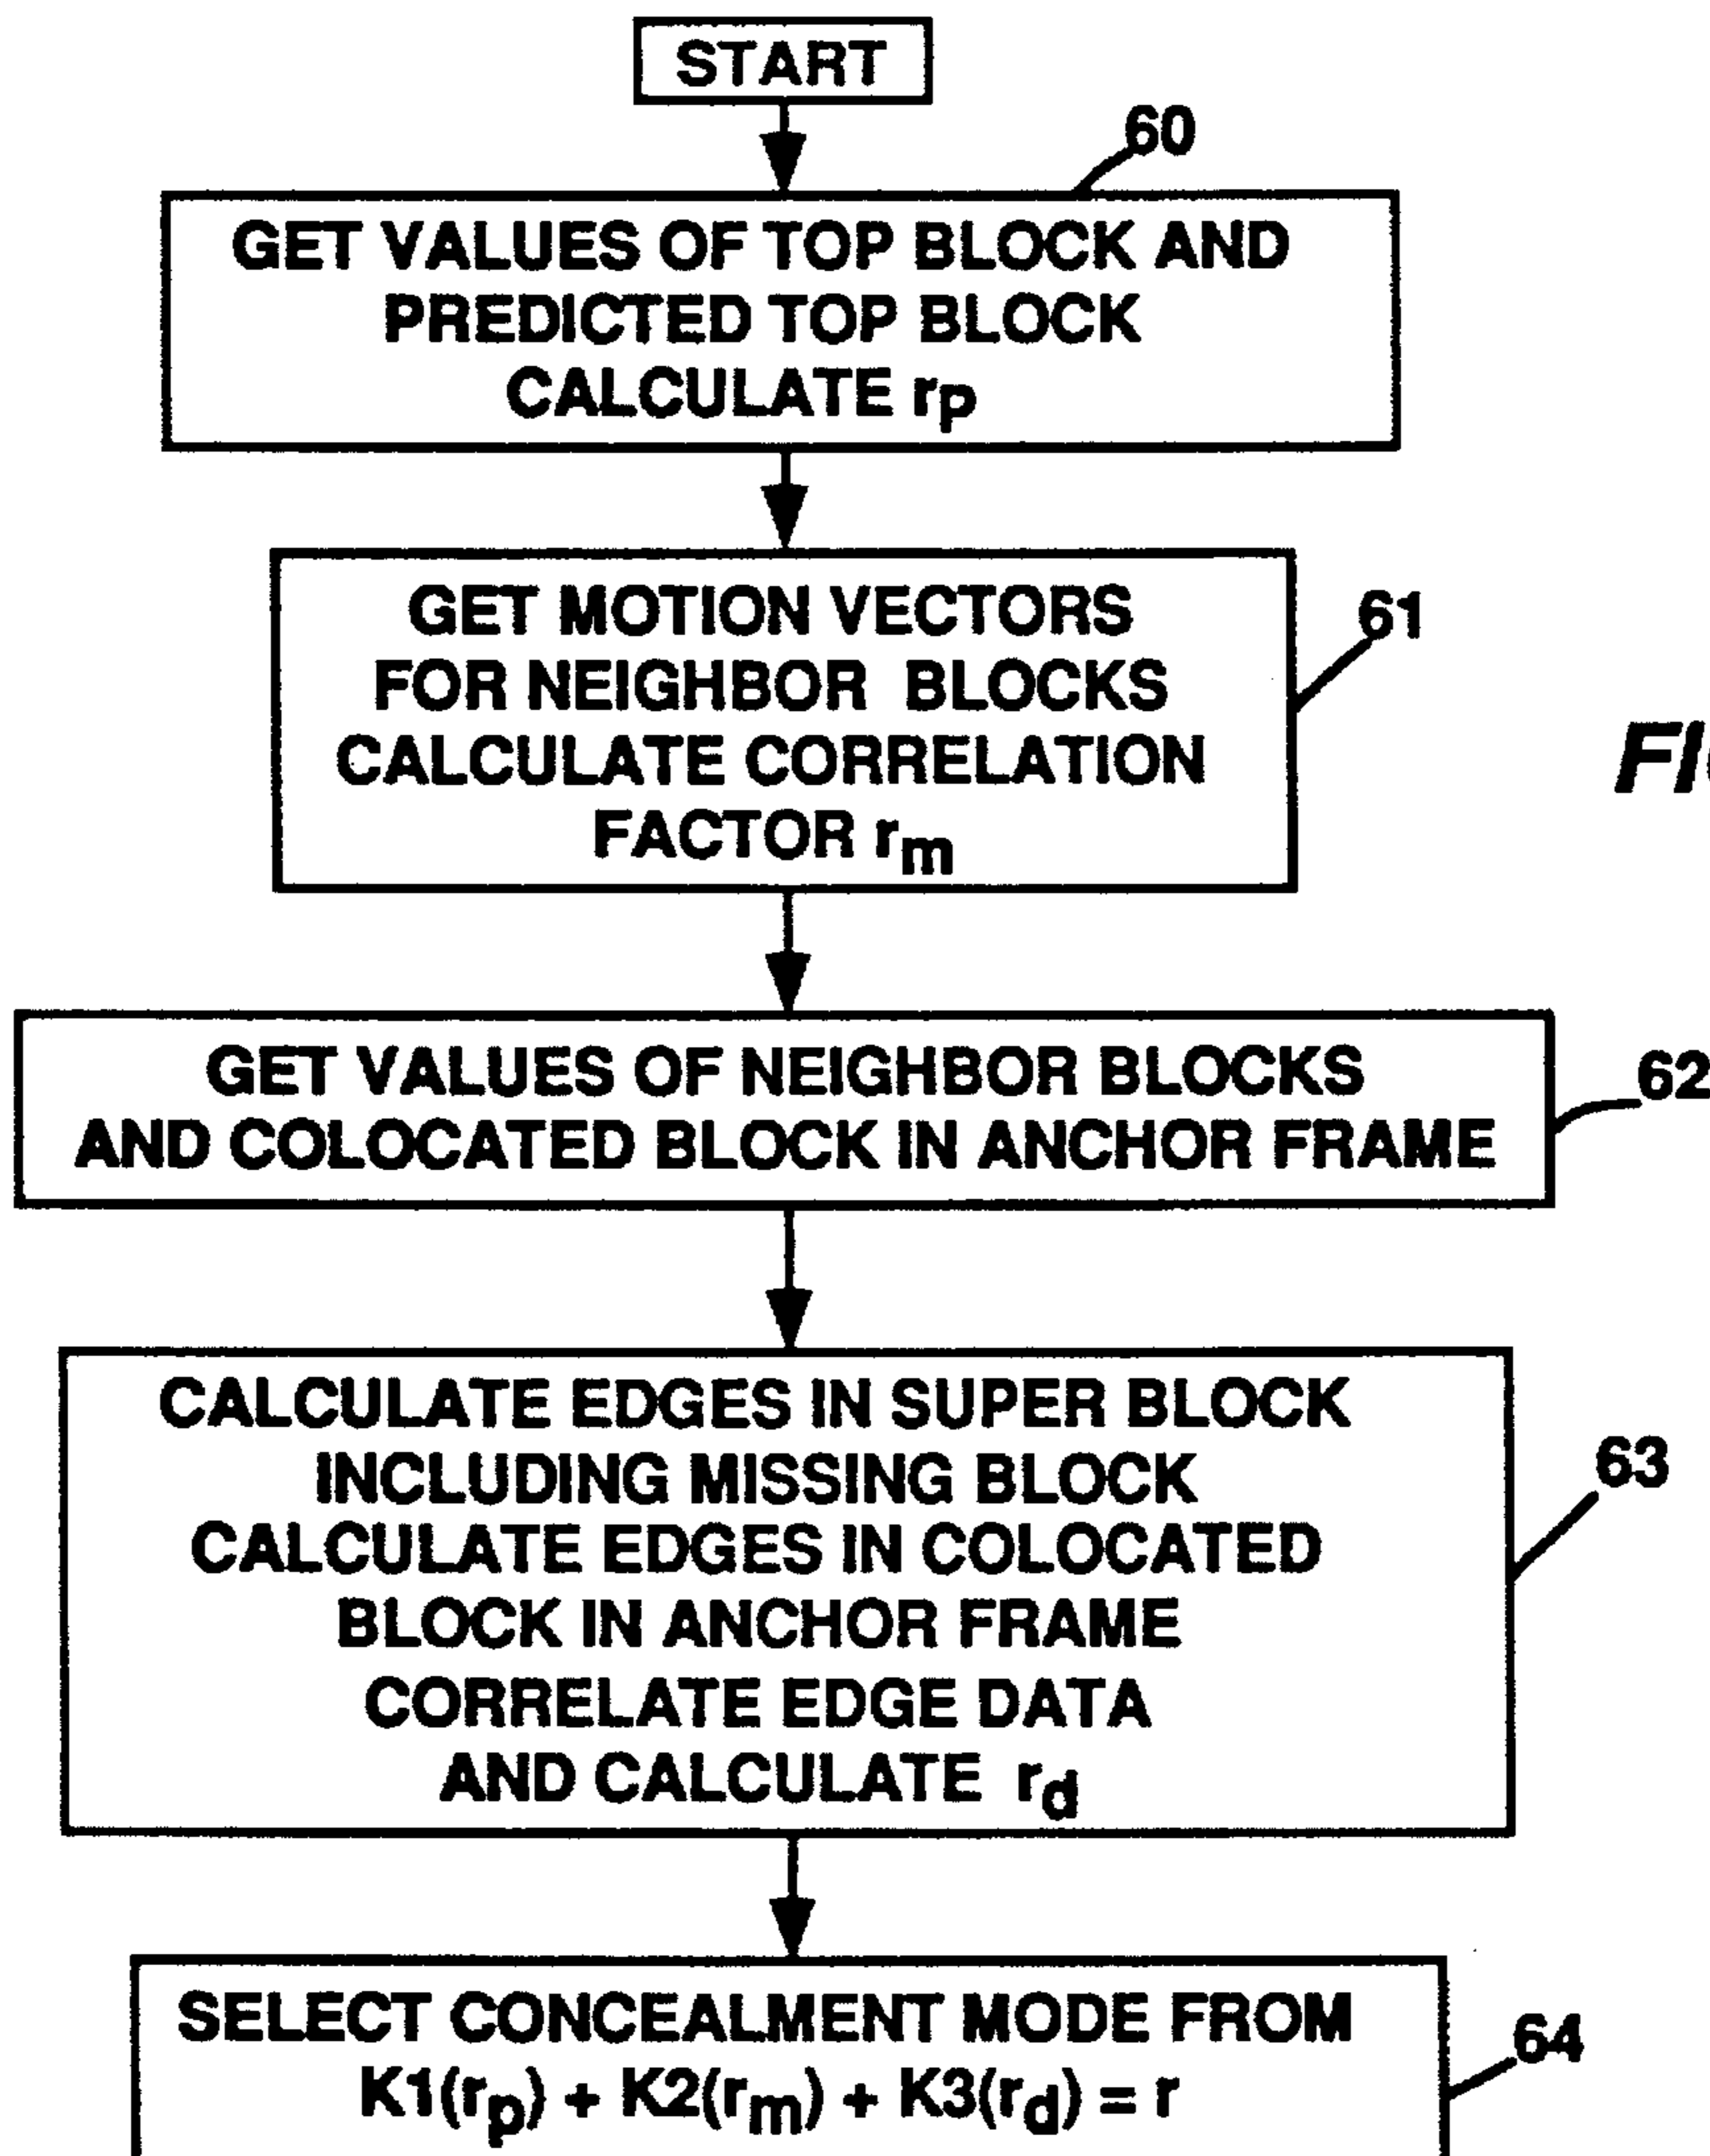 START
60
GET VALUES OF TOP BLOCK AND
PREDICTED TOP BLOCK
CALCULATE rp
GET MOTION VECTORS
FOR NEIGHBOR BLOCKS
CALCULATE CORRELATION
FACTOR rm
61
GET VALUES OF NEIGHBOR BLOCKS
AND COLOCATED BLOCK IN ANCHOR FRAME
62
CALCULATE EDGES IN SUPER BLOCK
INCLUDING MISSING BLOCK
CALCULATE EDGES IN COLOCATED
BLOCK IN ANCHOR FRAME
CORRELATE EDGE DATA
AND CALCULATE rd
63
SELECT CONCEALMENT MODE FROM
K1(rp) + K2(rm) + K3(rd) = r
64